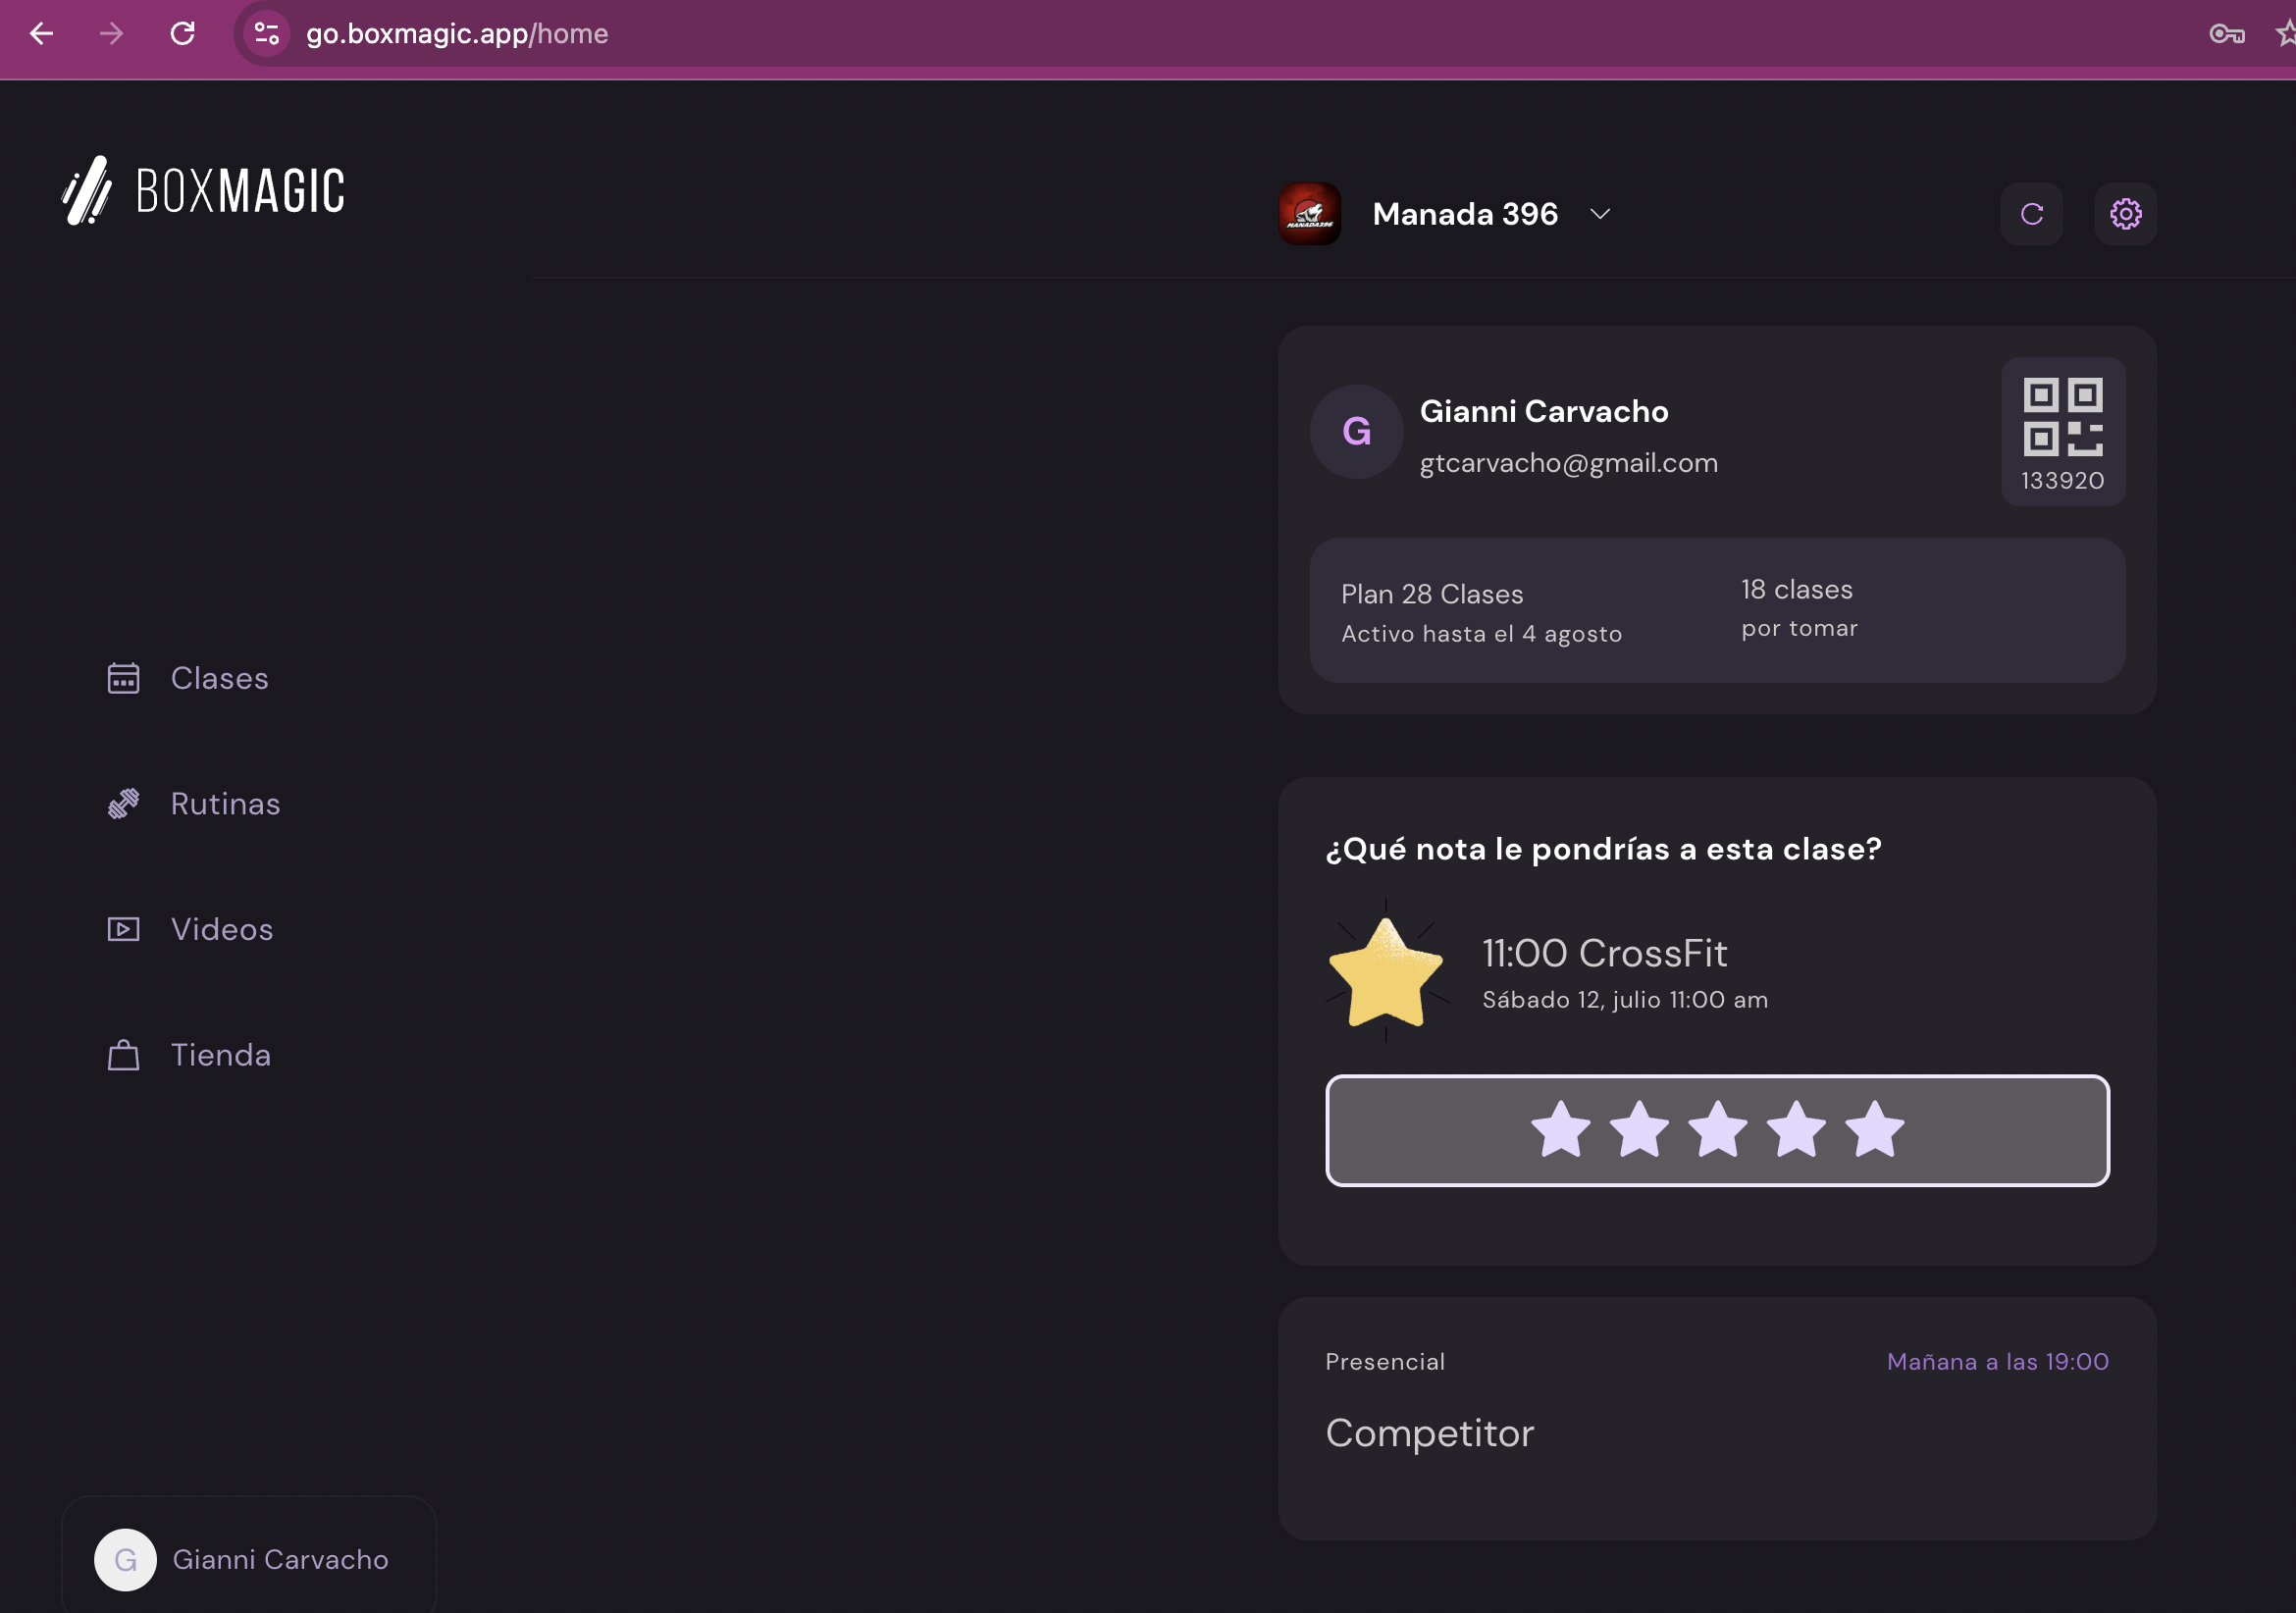 go.boxmagic.app/home
BOXMAGIC
Manada 396
MANADA396
Gianni Carvacho
gtcarvacho@gmail.com
G
133920
Plan 28 Clases
Activo hasta el 4 agosto
18 clases
por tomar
Clases
Rutinas
Videos
Tienda
¿Qué nota le pondrías a esta clase?
11:00 CrossFit
Sábado 12, julio 11:00 am
Presencial
Mañana a las 19:00
Competitor
G
Gianni Carvacho